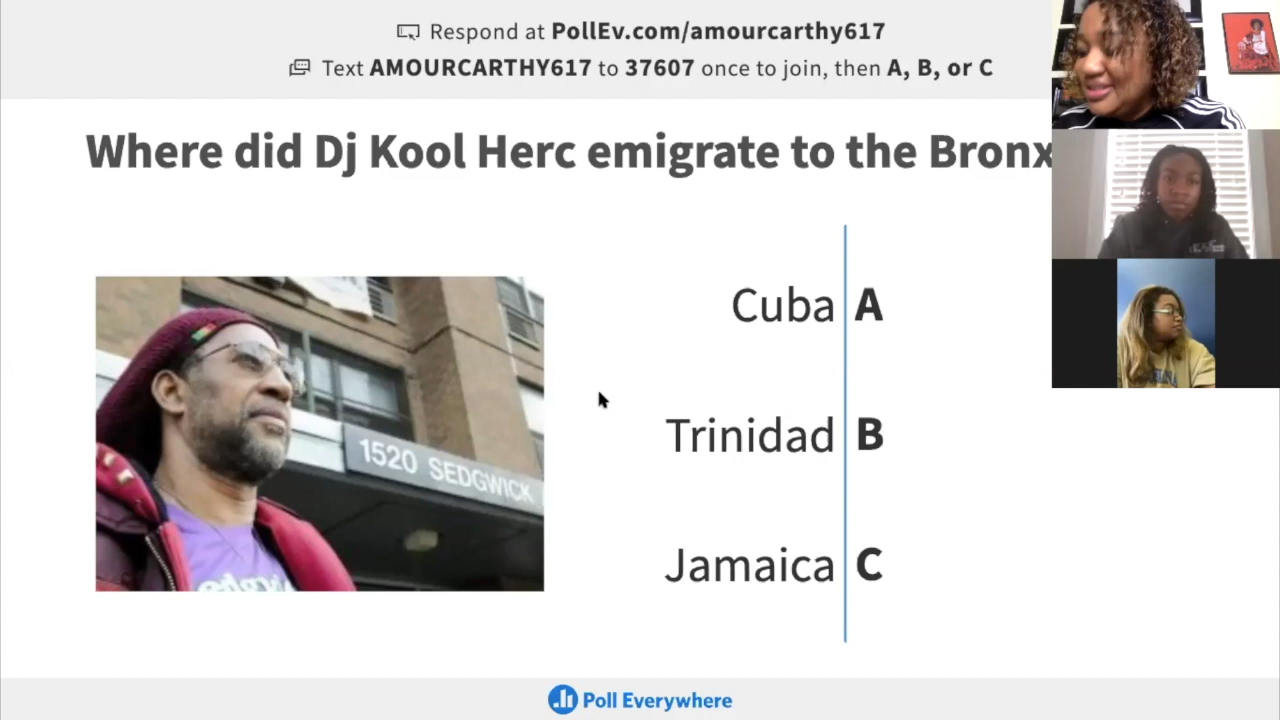 Respond at PollEv.com/amourcarthy617
Text AMOURCARTHY617 to 37607 once to join, then A, B, or C
Where did Dj Kool Herc emigrate to the Bronx
Cuba A
Trinidad B
1520 SEDGWICK
Jamaica C
Poll Everywhere